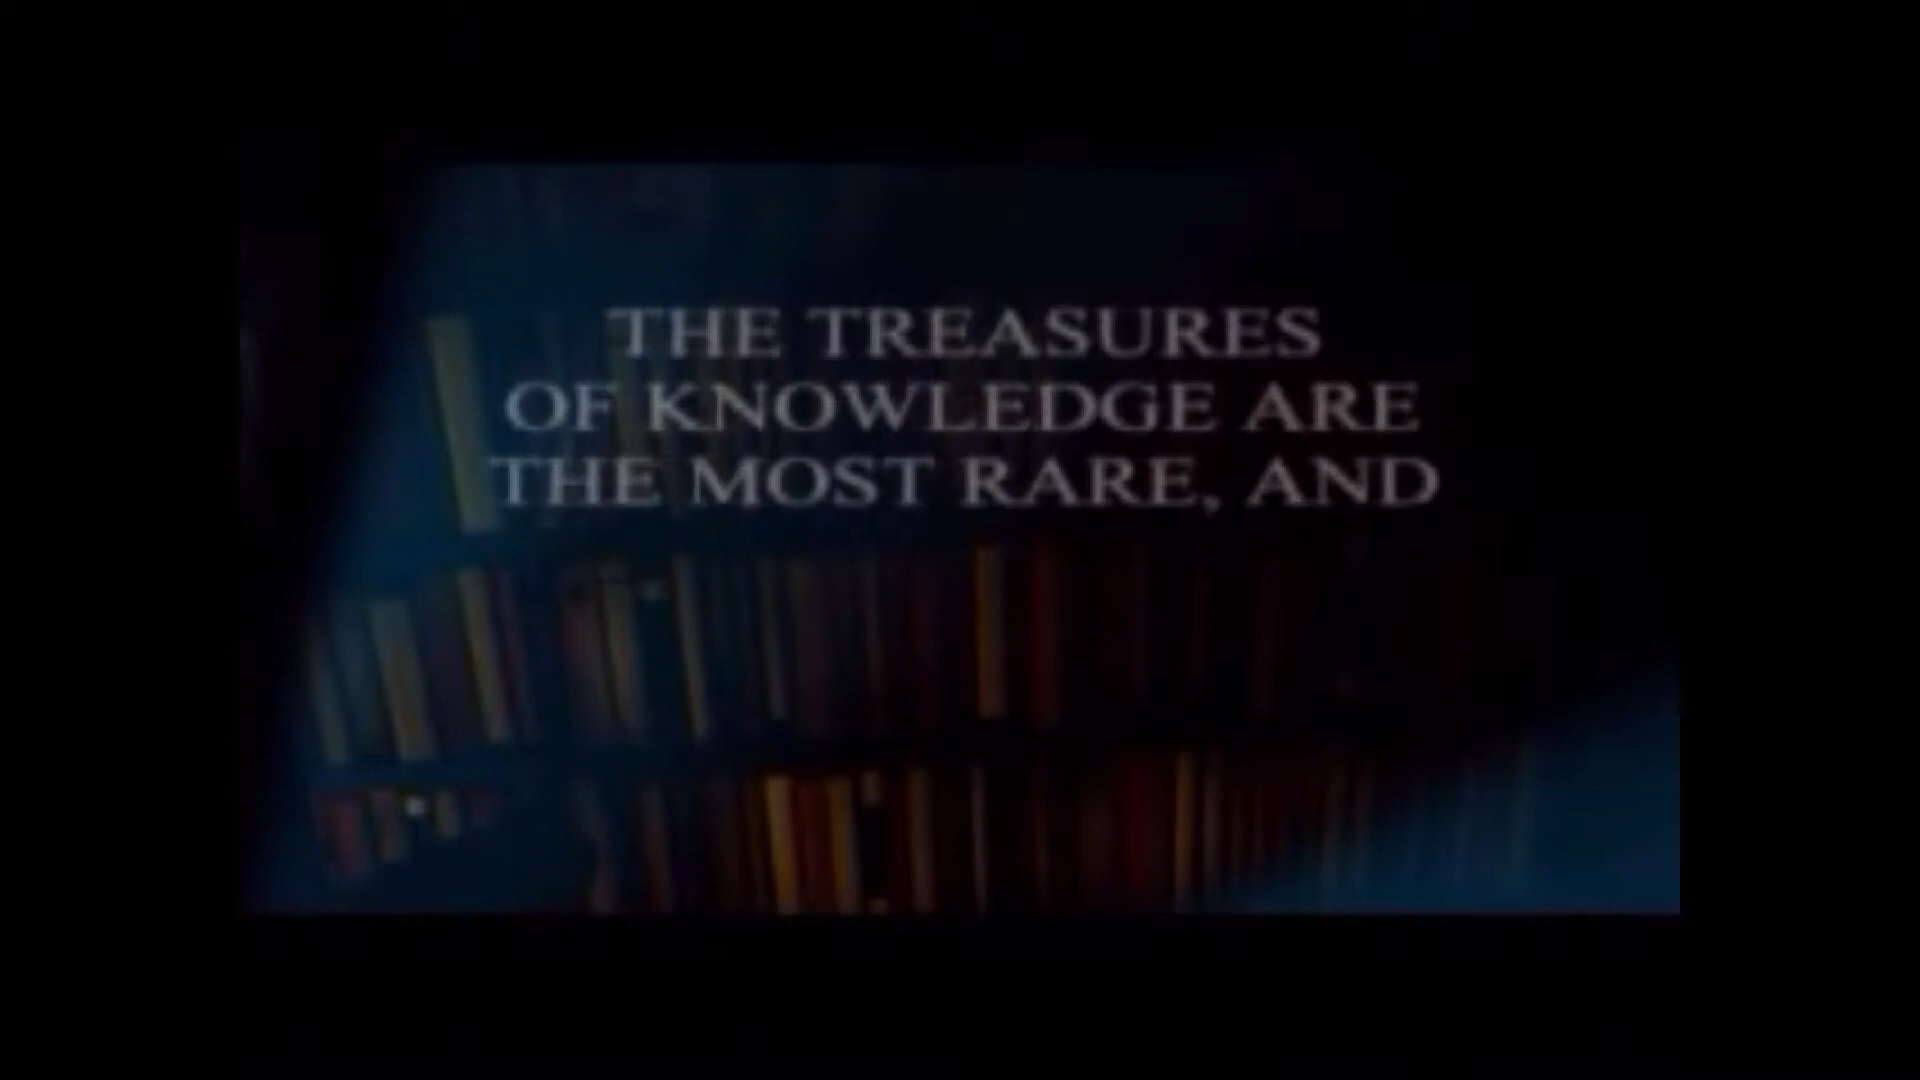 THE TREASURES
OF KNOWLEDGE ARE
THE MOST RARE, AND